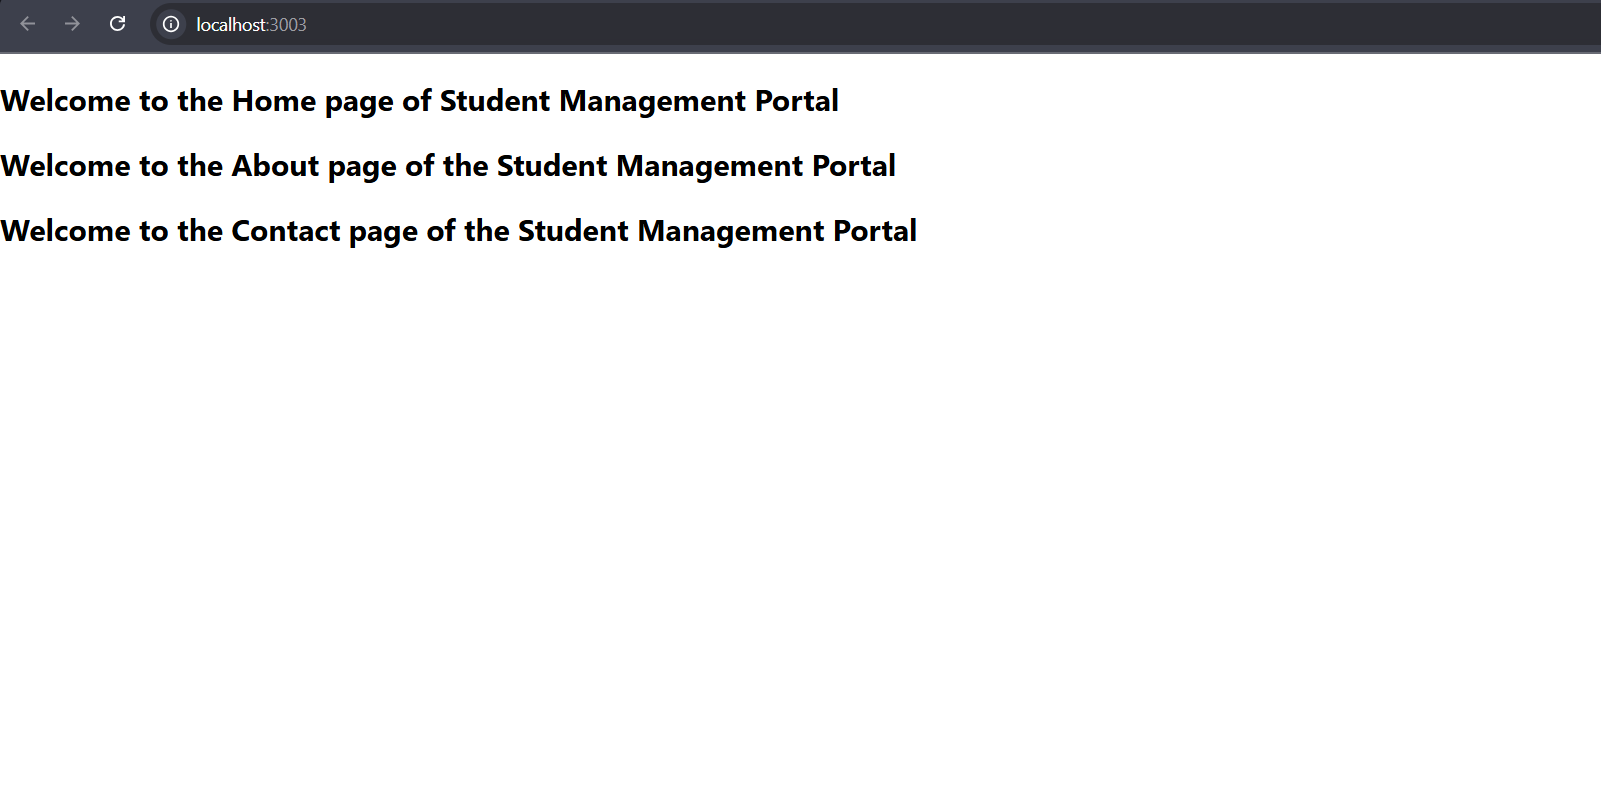 localhost:3003
Welcome to the Home page of Student Management Portal
Welcome to the About page of the Student Management Portal
Welcome to the Contact page of the Student Management Portal